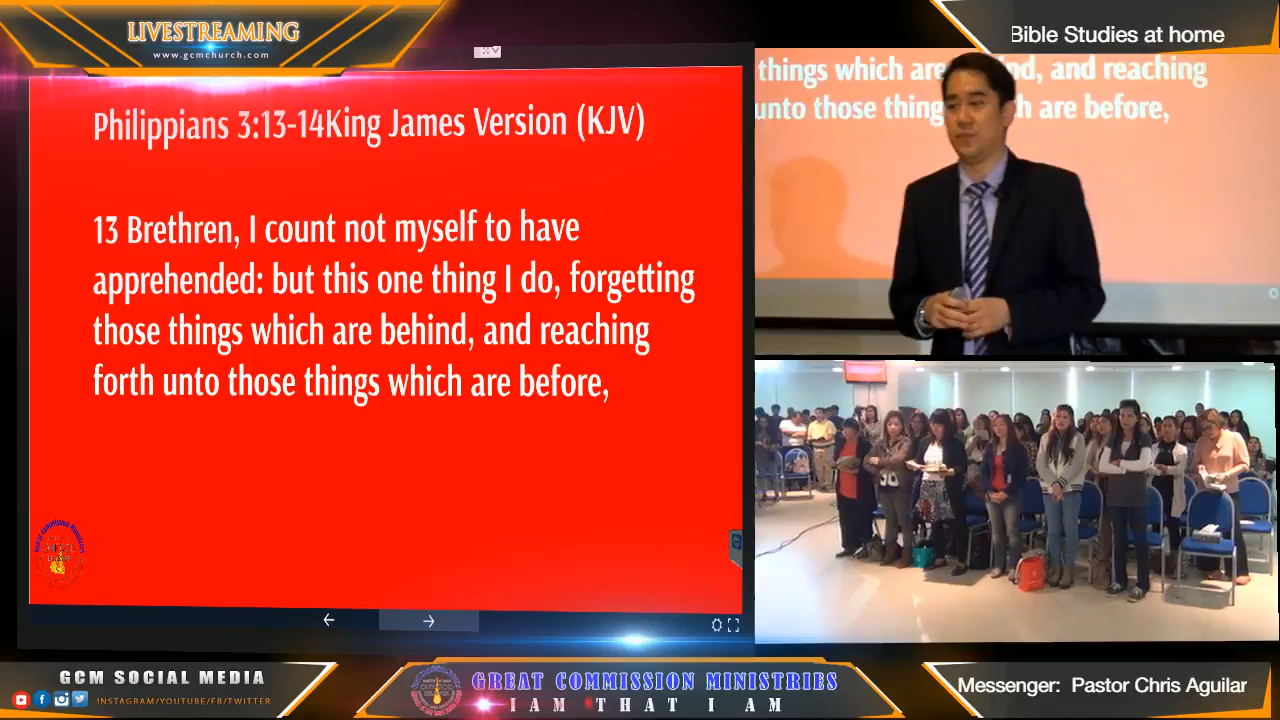 LIVESTREAMING
www.gcmchurch.com
Bible Studies at home
Philippians 3:13-14King James Version (KJV)
13 Brethren, I count not myself to have
apprehended: but this one thing I do, forgetting
those things which are behind, and reaching
forth unto those things which are before,
things which are behind, and reaching
unto those things which are before,
GCM SOCIAL MEDIA
INSTAGRAM/YOUTUBE/FB/TWITTER
GREAT COMMISSION MINISTRIES
I AM THAT I AM
Messenger: Pastor Chris Aguilar